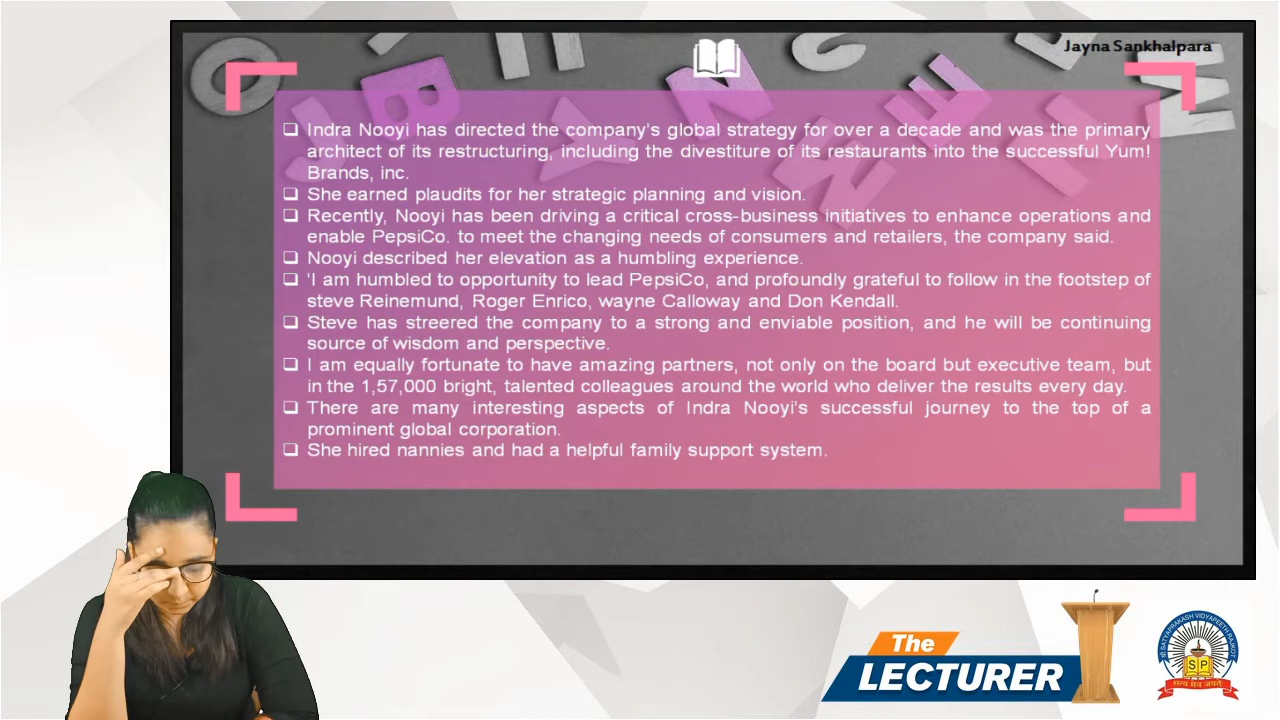 Jayna Sankhalpara
❑ Indra Nooyi has directed the company's global strategy for over a decade and was the primary
architect of its restructuring, including the divestiture of its restaurants into the successful Yum!
Brands, inc.
❑ She earned plaudits for her strategic planning and vision.
❑ Recently, Nooyi has been driving a critical cross-business initiatives to enhance operations and
enable PepsiCo. to meet the changing needs of consumers and retailers, the company said.
❑ Nooyi described her elevation as a humbling experience.
❑ 'I am humbled to opportunity to lead PepsiCo, and profoundly grateful to follow in the footstep of
steve Reinemund, Roger Enrico, wayne Calloway and Don Kendall.
❑ Steve has streered the company to a strong and enviable position, and he will be continuing
source of wisdom and perspective.
❑ I am equally fortunate to have amazing partners, not only on the board but executive team, but
in the 1,57,000 bright, talented colleagues around the world who deliver the results every day.
❑ There are many interesting aspects of Indra Nooyi's successful journey to the top of a
prominent global corporation.
❑ She hired nannies and had a helpful family support system.
The
LECTURER
SATYAPRAKASH VIDYAPEETH RAJKOT
SP
सत्य मेव जयते